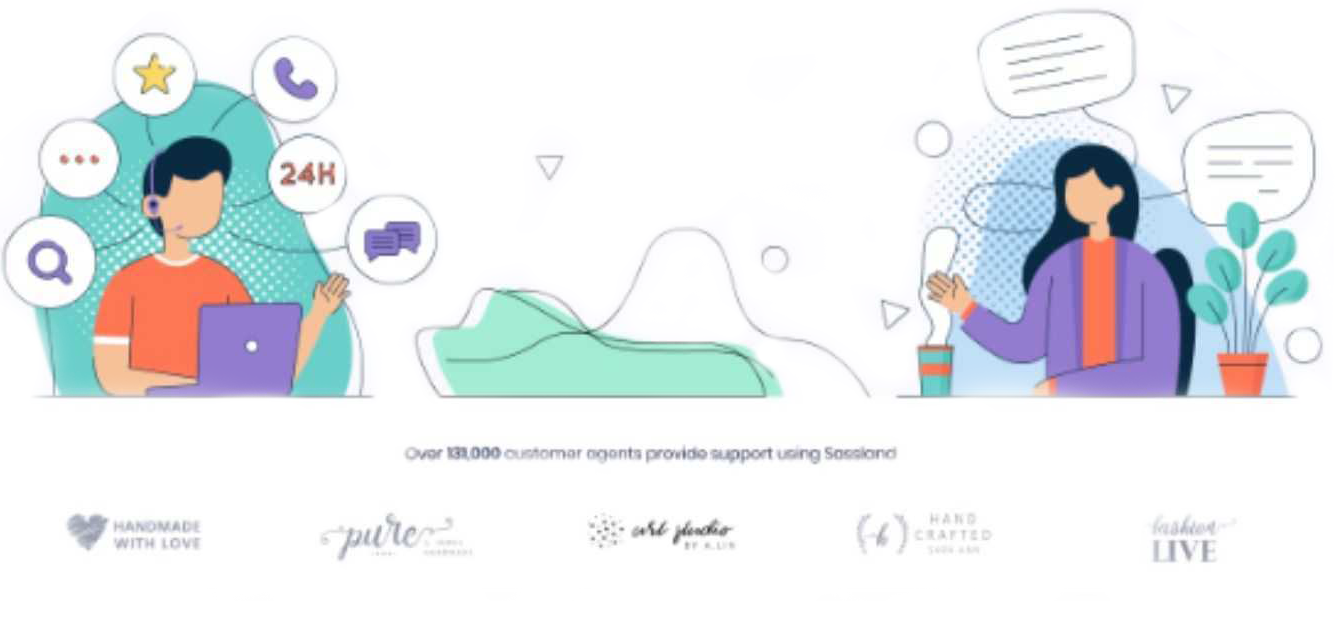 24H
Over 131,000 customer agents provide support using Sassland
HANDMADE
WITH LOVE
pure
art studio
BY A.LIN
HAND
CRAFTED
fashion
LIVE